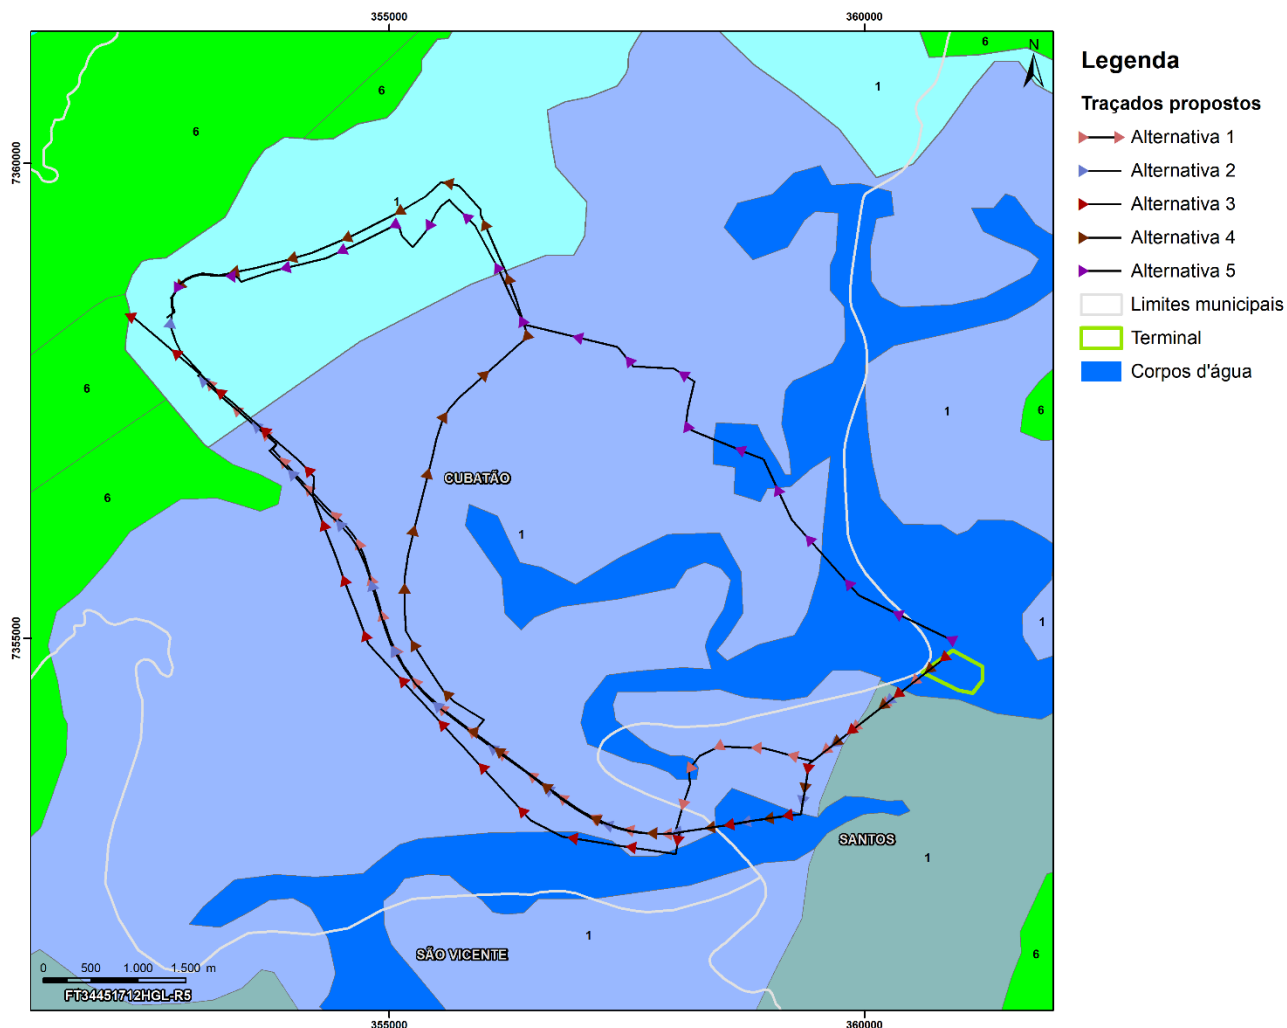 355000
360000
N
Legenda
Traçados propostos
Alternativa 1
Alternativa 2
Alternativa 3
Alternativa 4
Alternativa 5
Limites municipais
Terminal
Corpos d'água
6
6
1
6
1
7360000
7360000
6
1
6
6
CUBATÃO
1
1
7355000
7355000
SANTOS
1
1
SÃO VICENTE
6
0 500 1.000 1.500 m
FT34451712HGL-R5
355000
360000